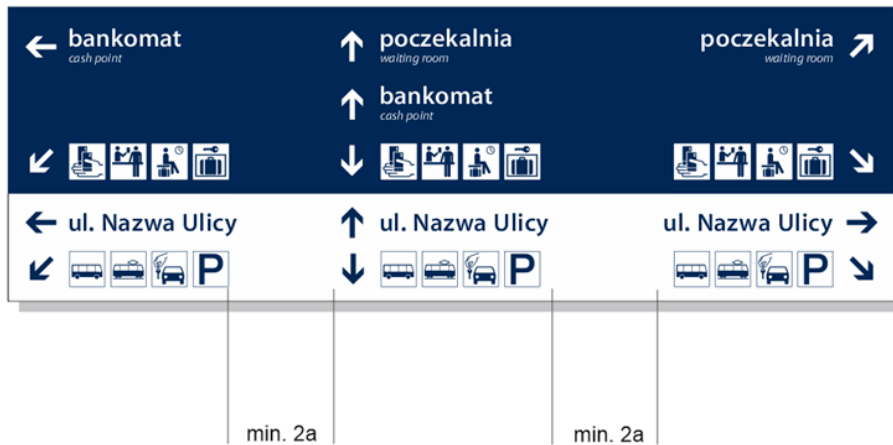 bankomat
cash point
poczekalnia
waiting room
poczekalnia
waiting room
bankomat
cash point
ul. Nazwa Ulicy
ul. Nazwa Ulicy
ul. Nazwa Ulicy
P
P
P
min. 2a
min. 2a